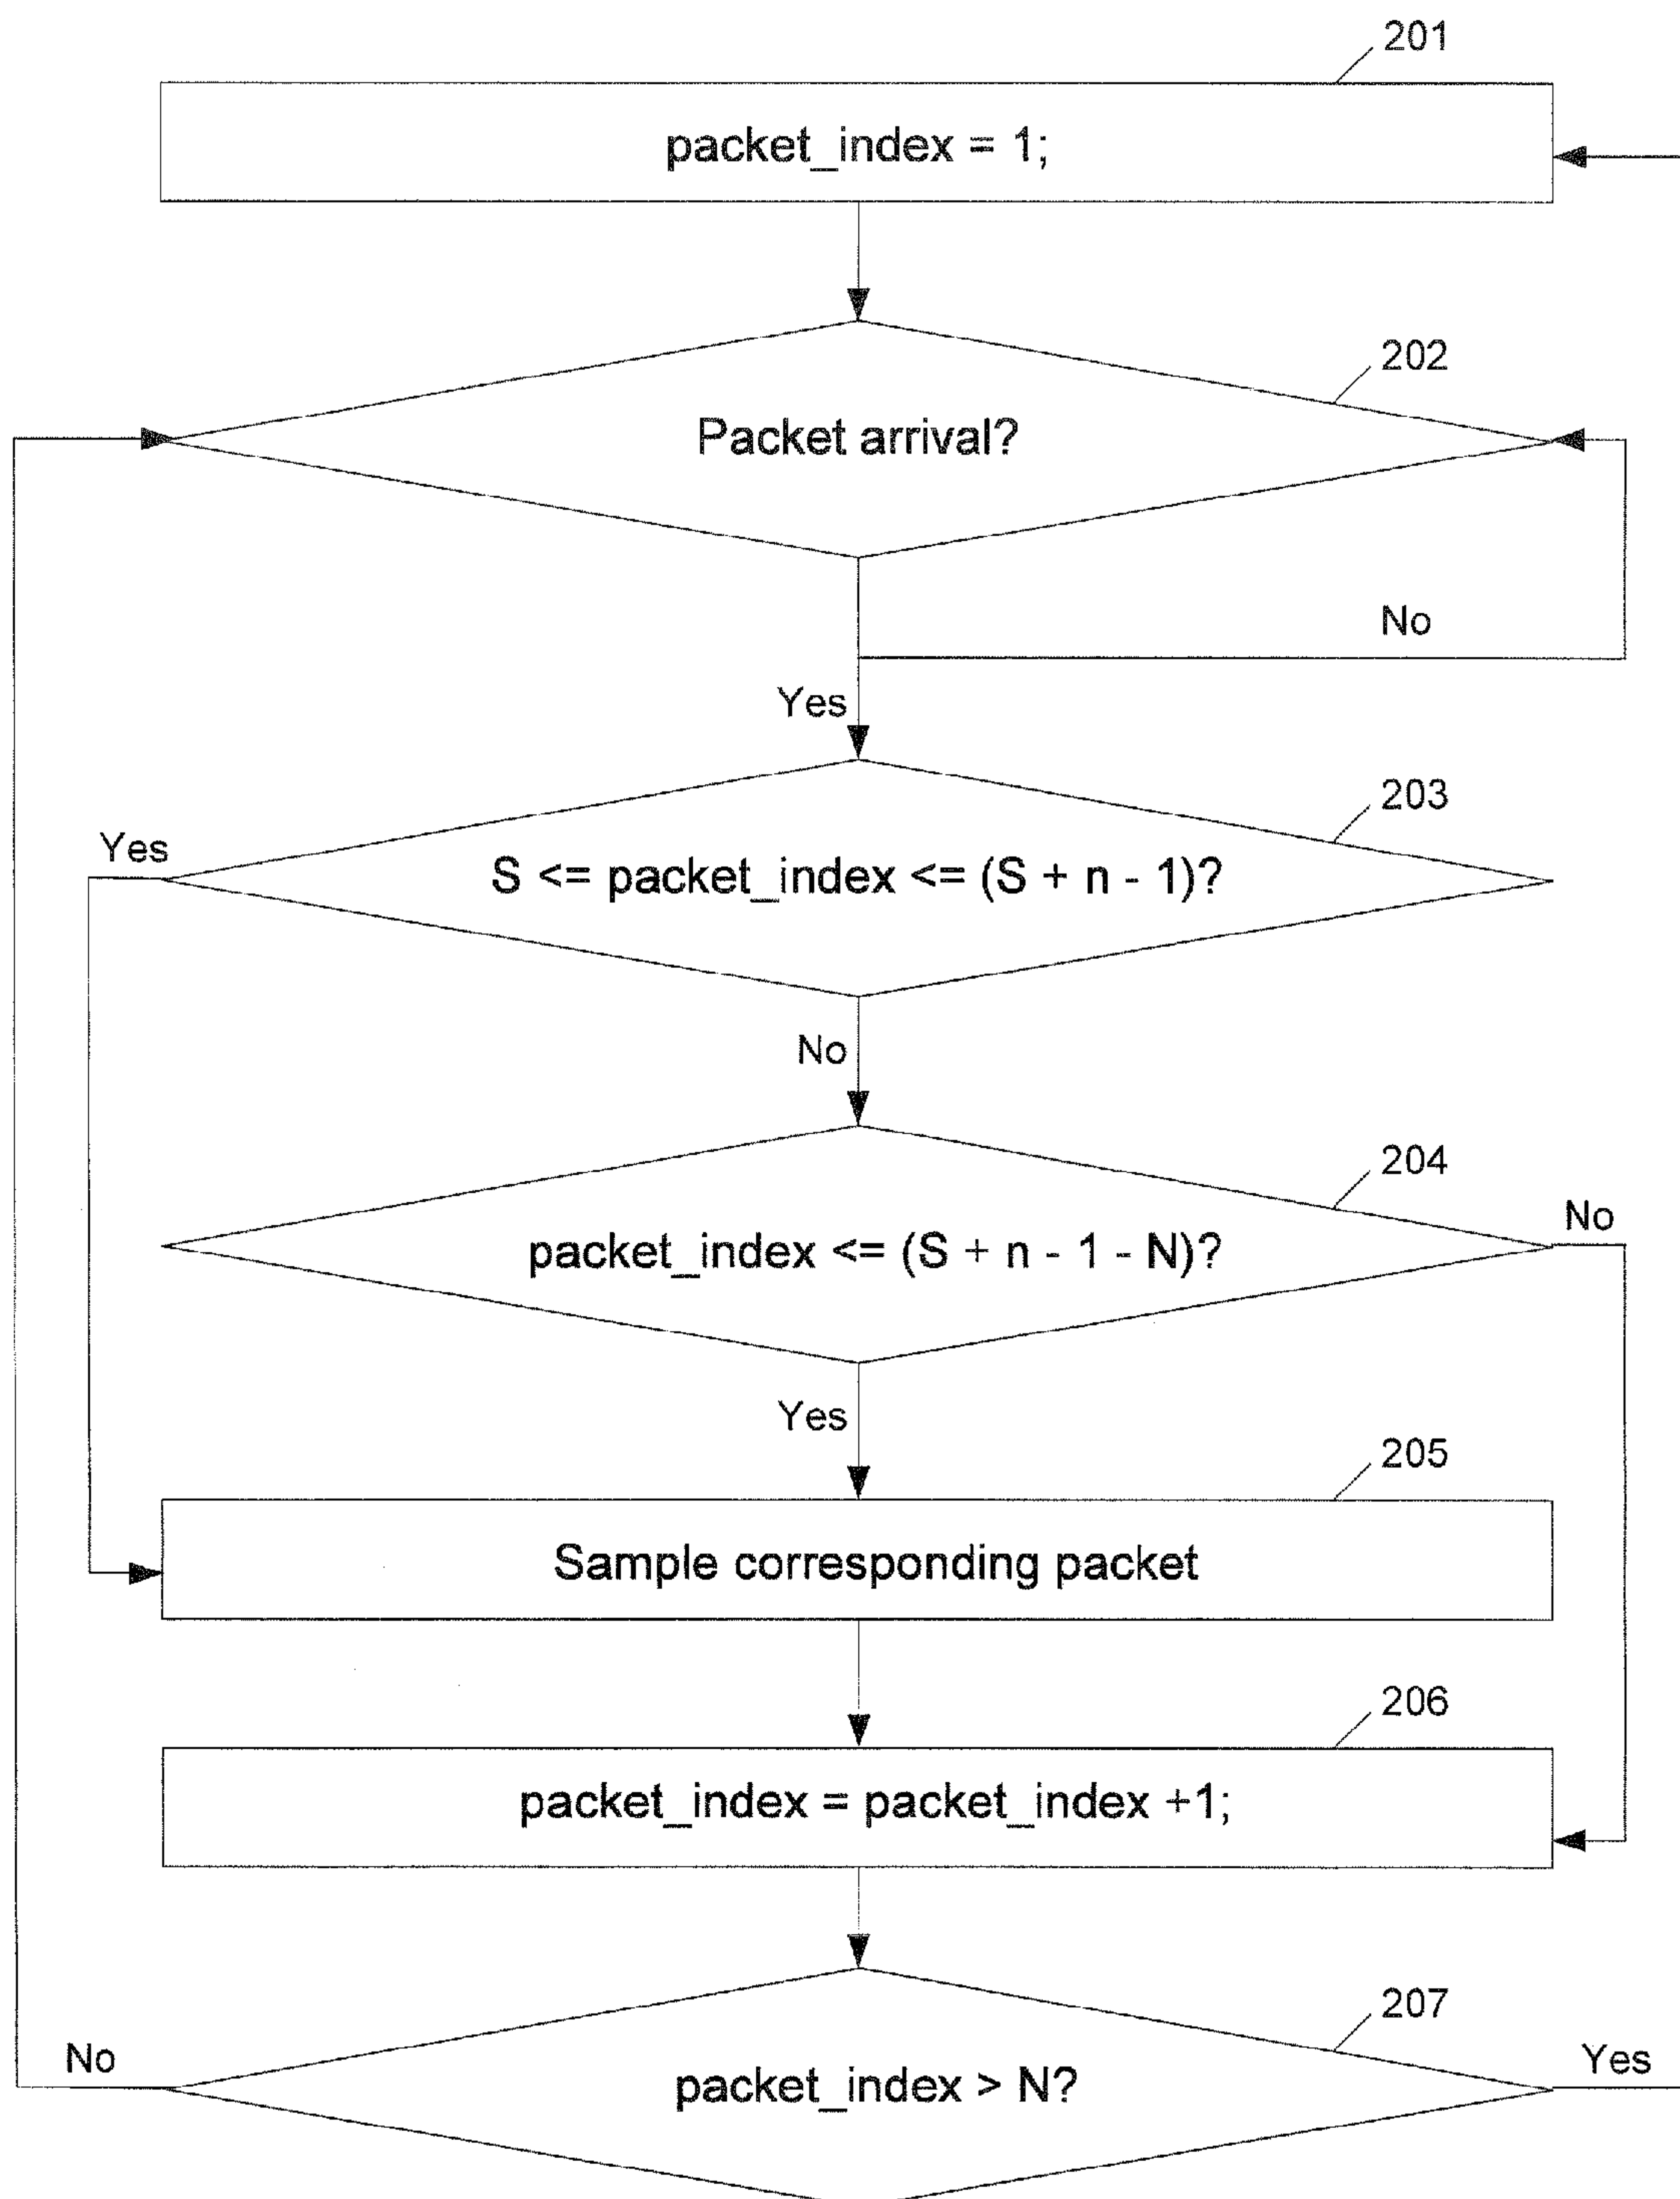 201
packet_index = 1;
202
Packet arrival?
No
Yes
203
Yes
S <= packet_index <= (S + n - 1)?
No
204
No
packet_index <= (S + n - 1 - N)?
Yes
205
Sample corresponding packet
206
packet_index = packet_index +1;
207
No
Yes
packet_index > N?